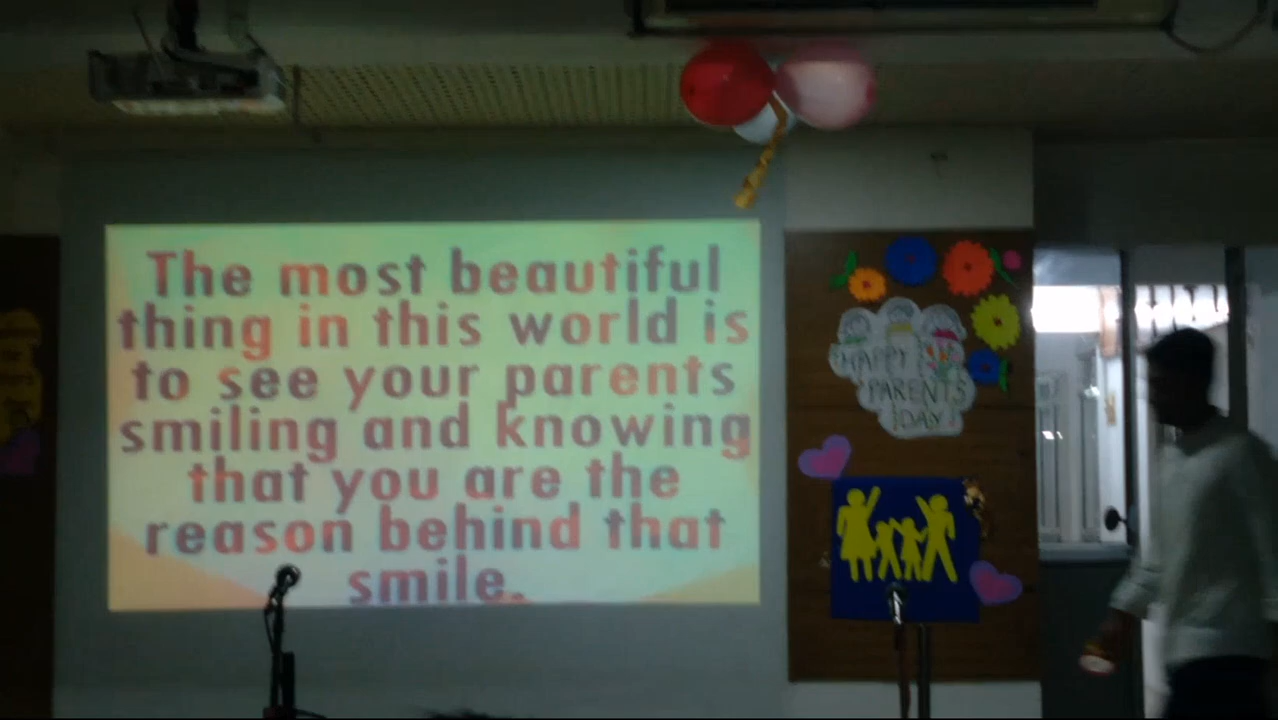 The most beautiful
thing in this world is
to see your parents
smiling and knowing
that you are the
reason behind that
smile.
HAPPY
PARENTS
DAY